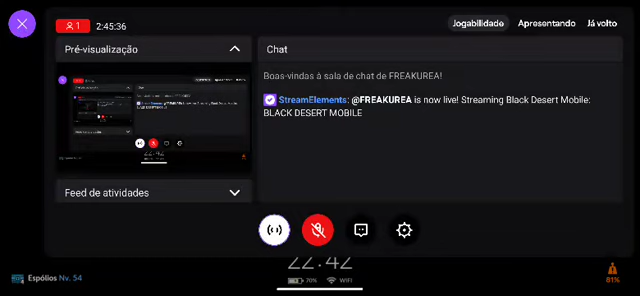 1 2:45:36
Jogabilidade Apresentando Já volto
Pré-visualização
Chat
Boas-vindas à sala de chat de FREAKUREA!
StreamElements: @FREAKUREA is now live! Streaming Black Desert Mobile:
BLACK DESERT MOBILE
Feed de atividades
22:42
70% WIFI
Espólios Nv. 54
81%